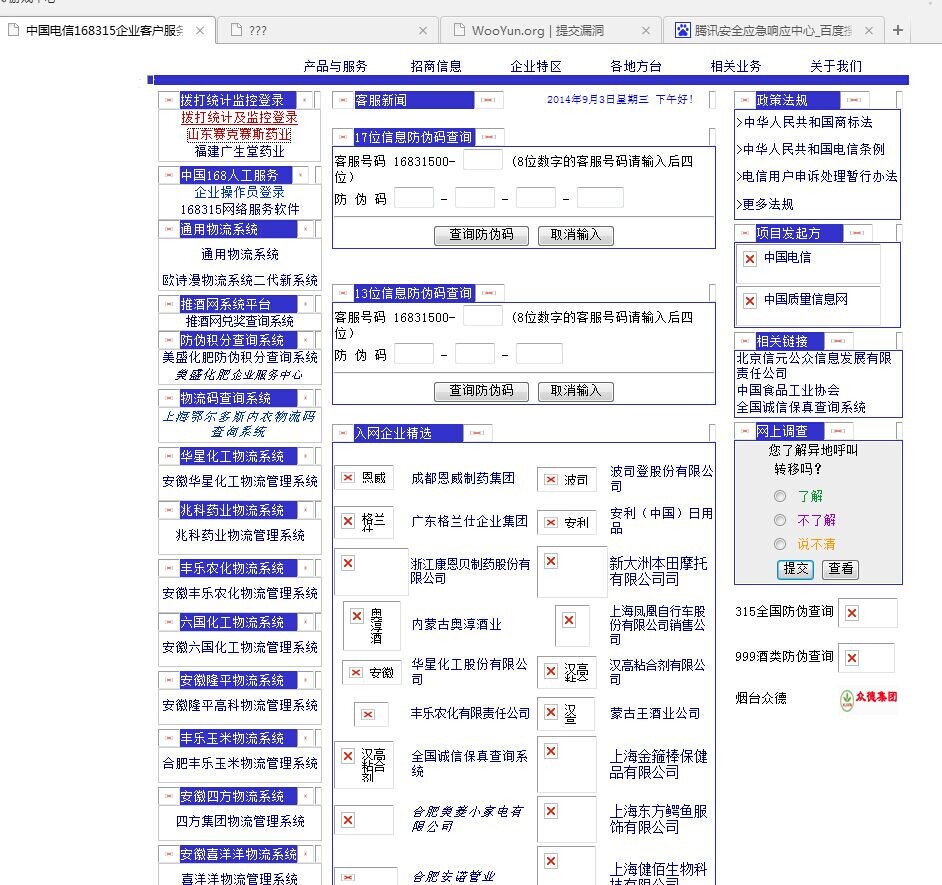 中国电信168315企业客户服务
???
WooYun.org | 提交漏洞
腾讯安全应急响应中心_百度搜
产品与服务 招商信息 企业特区 各地方台 相关业务 关于我们
拨打统计监控登录
拨打统计及监控登录
山东赛克赛斯药业
福建广生堂药业
中国168人工服务
企业操作员登录
168315网络服务软件
通用物流系统
通用物流系统
欧诗漫物流系统二代新系统
推酒网系统平台
推酒网兑奖查询系统
防伪积分查询系统
美盛化肥防伪积分查询系统
奥盛化肥企业服务中心
物流码查询系统
上海鄂尔多斯内衣物流码
查询系统
华星化工物流系统
安徽华星化工物流管理系统
兆科药业物流系统
兆科药业物流管理系统
丰乐农化物流系统
安徽丰乐农化物流管理系统
六国化工物流系统
安徽六国化工物流管理系统
安徽隆平物流系统
安徽隆平高科物流管理系统
丰乐玉米物流系统
合肥丰乐玉米物流管理系统
安徽四方物流系统
四方集团物流管理系统
安徽喜洋洋物流系统
喜洋洋物流管理系统
客服新闻
2014年9月3日星期三 下午好!
17位信息防伪码查询
客服号码 16831500- (8位数字的客服号码请输入后四
位)
防 伪 码 - - -
查询防伪码 取消输入
13位信息防伪码查询
客服号码 16831500- (8位数字的客服号码请输入后四
位)
防 伪 码 - -
查询防伪码 取消输入
入网企业精选
恩威 成都恩威制药集团
波司 波司登股份有限公
司
格兰
仕 广东格兰仕企业集团
安利 安利(中国)日用
品
浙江康恩贝制药股份有
限公司
新大洲本田摩托
有限公司司
奥
淳
酒 内蒙古奥淳酒业
上海凤凰自行车股
份有限公司销售公
司
安徽 华星化工股份有限公
司
汉高
粘合 汉高粘合剂有限公
司
丰乐农化有限责任公司
蒙古王酒业公司
汉高
粘合
剂 全国诚信保真查询系
统
上海金箍棒保健
品有限公司
合肥荣菱小家电有
限公司
上海东方鳄鱼服
饰有限公司
合肥安诺管业
上海健佰生物科
技有限公司
政策法规
>中华人民共和国商标法
>中华人民共和国电信条例
>电信用户申诉处理暂行办法
>更多法规
项目发起方
中国电信
中国质量信息网
相关链接
北京信元公众信息发展有限
责任公司
中国食品工业协会
全国诚信保真查询系统
网上调查
您了解异地呼叫
转移吗?
了解
不了解
说不清
提交 查看
315全国防伪查询
999酒类防伪查询
烟台众德
众德集团